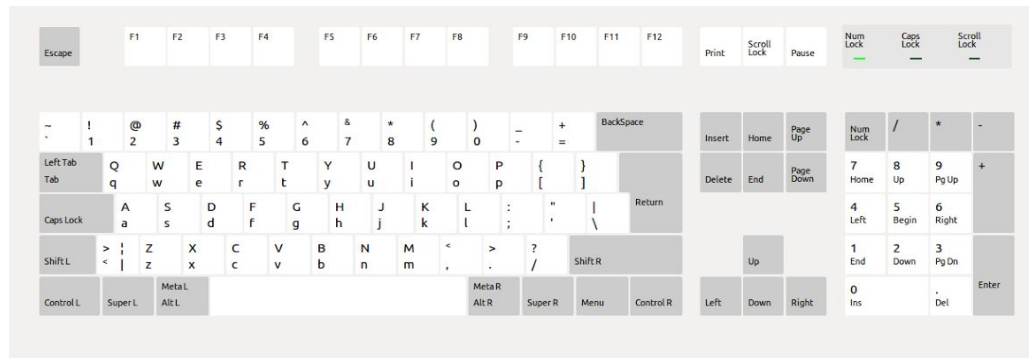 Escape F1 F2 F3 F4 F5 F6 F7 F8 F9 F10 F11 F12 Print Scroll Lock Pause Num Lock Caps Lock Scroll Lock
~ ! @ # $ % ^ & * ( ) _ + BackSpace
` 1 2 3 4 5 6 7 8 9 0 - = Insert Home Page Up Num Lock / * -
Left Tab Q W E R T Y U I O P { } 7 8 9 +
Tab q w e r t y u i o p [ ] Delete End Page Down Home Up Pg Up
A S D F G H J K L : " | Return 4 5 6
Caps Lock a s d f g h j k l ; ' \ Left Begin Right
> ¦ Z X C V B N M < > ? 1 2 3
Shift L < | z x c v b n m , . / Shift R Up End Down Pg Dn
Meta L Meta R 0 . Enter
Control L Super L Alt L Alt R Super R Menu Control R Left Down Right Ins Del